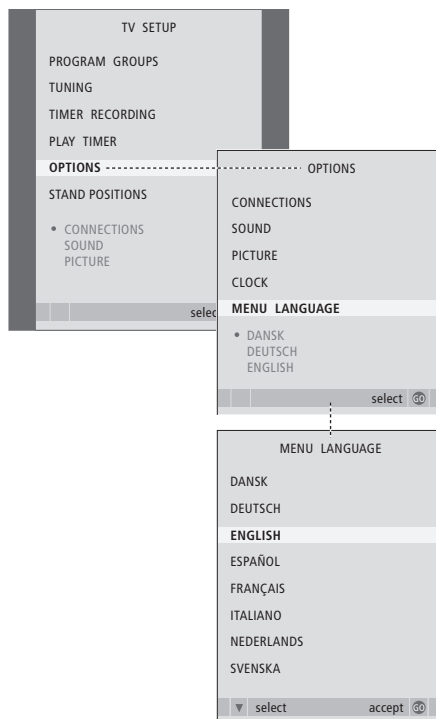 TV SETUP
PROGRAM GROUPS
TUNING
TIMER RECORDING
PLAY TIMER
OPTIONS
STAND POSITIONS
• CONNECTIONS
SOUND
PICTURE
selec
OPTIONS
CONNECTIONS
SOUND
PICTURE
CLOCK
MENU LANGUAGE
• DANSK
DEUTSCH
ENGLISH
select GO
MENU LANGUAGE
DANSK
DEUTSCH
ENGLISH
ESPAÑOL
FRANÇAIS
ITALIANO
NEDERLANDS
SVENSKA
▼ select accept GO